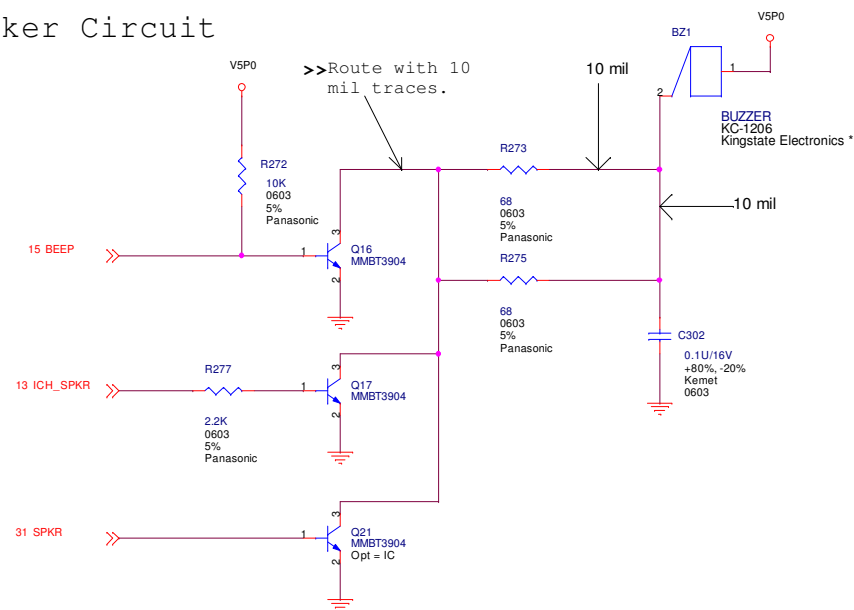 ker Circuit
V5P0
BZ1
V5P0
>>Route with 10
mil traces.
10 mil
1
2
BUZZER
KC-1206
Kingstate Electronics *
R272
10K
0603
5%
Panasonic
R273
68
0603
5%
Panasonic
10 mil
15 BEEP
1
3
2
Q16
MMBT3904
R275
68
0603
5%
Panasonic
C302
0.1U/16V
+80%, -20%
Kemet
0603
R277
13 ICH_SPKR
2.2K
0603
5%
Panasonic
1
3
2
Q17
MMBT3904
31 SPKR
1
3
2
Q21
MMBT3904
Opt = IC